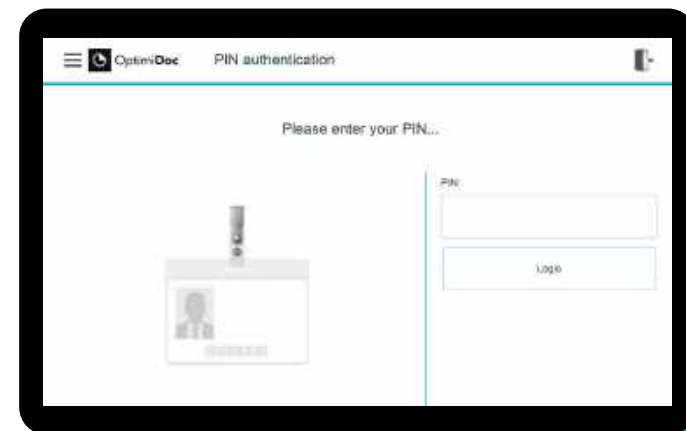 OptimiDoc PIN authentication
Please enter your PIN...
PIN
Login